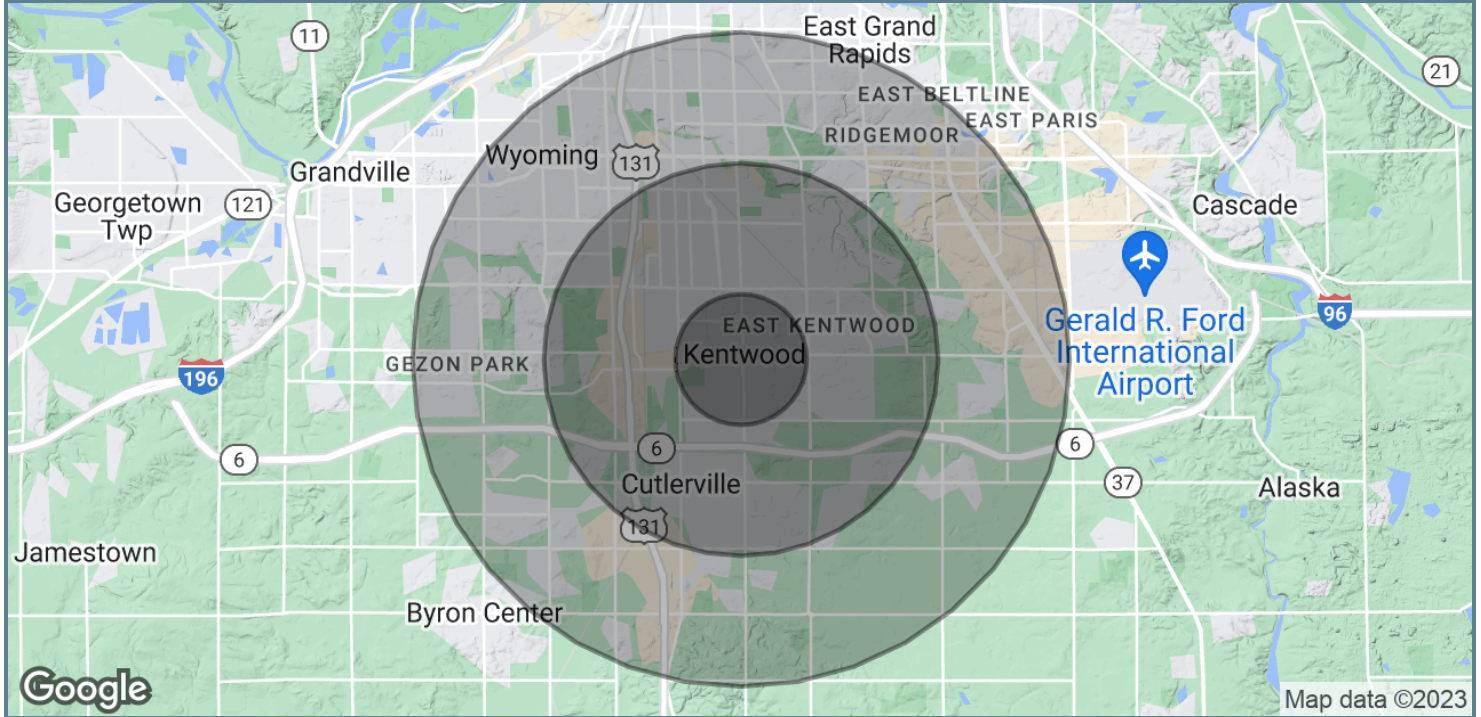 11
East Grand
Rapids
21
EAST BELTLINE
EAST PARIS
RIDGEMOOR
Wyoming
131
Grandville
Georgetown
Twp
121
Cascade
96
Gerald R. Ford
International
Airport
EAST KENTWOOD
Kentwood
GEZON PARK
196
6
6
6
37
Cutlerville
131
Alaska
Jamestown
Byron Center
Google
Map data ©2023